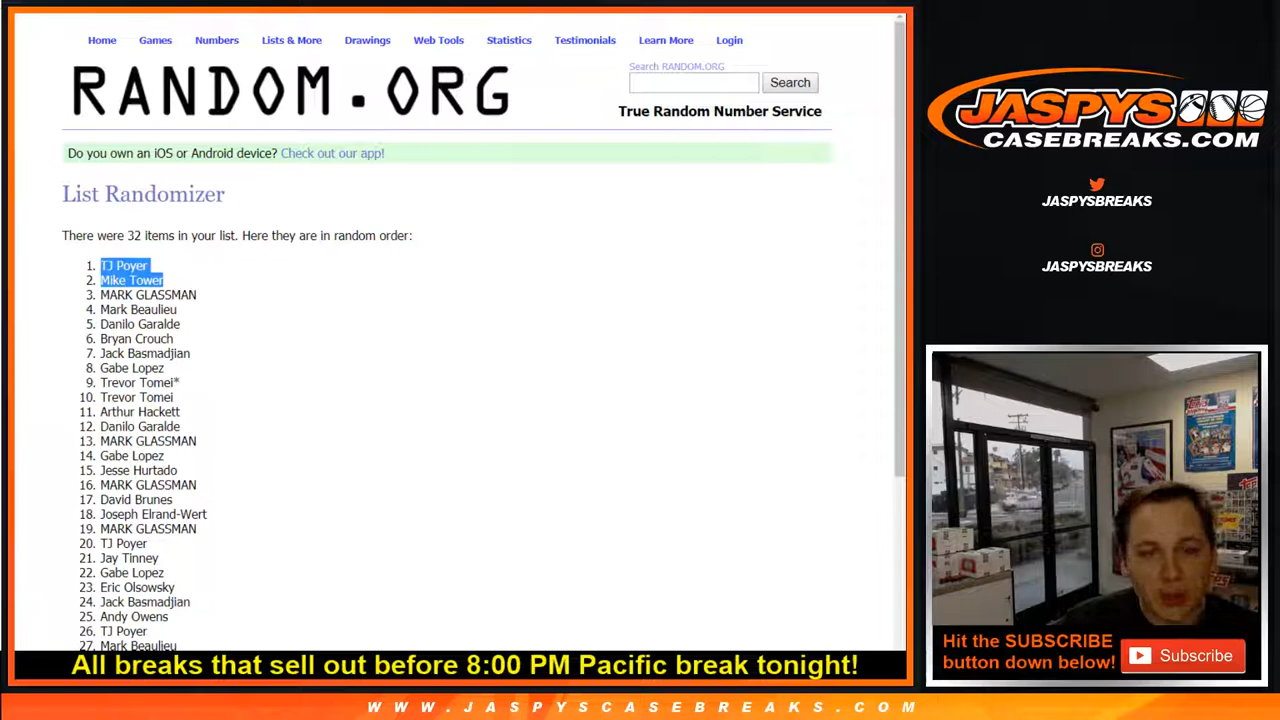 Home Games Numbers Lists & More Drawings Web Tools Statistics Testimonials Learn More Login
RANDOM.ORG
Search RANDOM.ORG
Search
True Random Number Service
Do you own an iOS or Android device? Check out our app!
List Randomizer
There were 32 items in your list. Here they are in random order:
1. TJ Poyer
2. Mike Tower
3. MARK GLASSMAN
4. Mark Beaulieu
5. Danilo Garalde
6. Bryan Crouch
7. Jack Basmadjian
8. Gabe Lopez
9. Trevor Tomei*
10. Trevor Tomei
11. Arthur Hackett
12. Danilo Garalde
13. MARK GLASSMAN
14. Gabe Lopez
15. Jesse Hurtado
16. MARK GLASSMAN
17. David Brunes
18. Joseph Elrand-Wert
19. MARK GLASSMAN
20. TJ Poyer
21. Jay Tinney
22. Gabe Lopez
23. Eric Olsowsky
24. Jack Basmadjian
25. Andy Owens
26. TJ Poyer
27. Mark Beaulieu
All breaks that sell out before 8:00 PM Pacific break tonight!
JASPYS
CASEBREAKS.COM
JASPYSBREAKS
JASPYSBREAKS
Hit the SUBSCRIBE
button down below!
Subscribe
WWW.JASPYSCASEBREAKS.COM